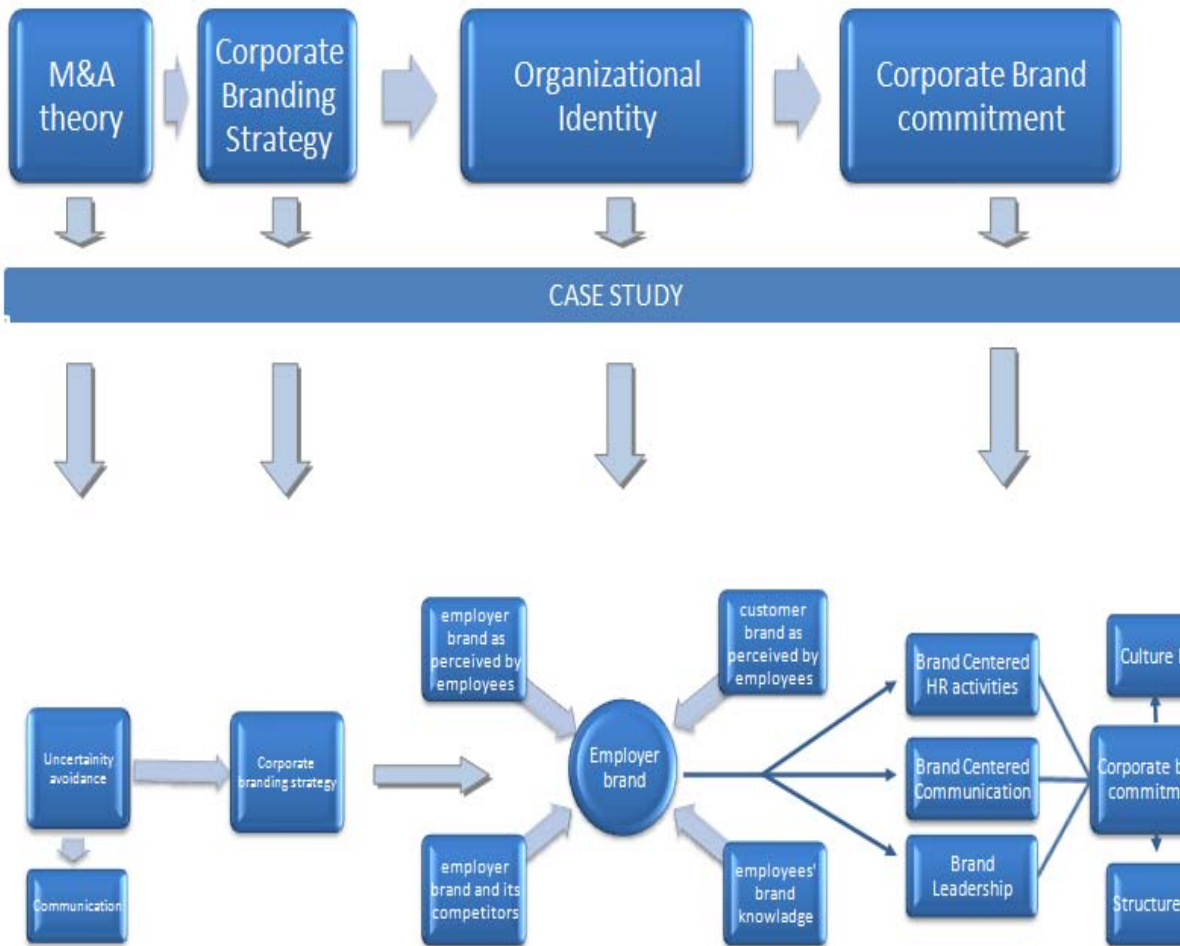 M&A
theory
Corporate
Branding
Strategy
Organizational
Identity
Corporate Brand
commitment
CASE STUDY
employer
brand as
perceived by
employees
customer
brand as
perceived by
employees
Uncertainity
avoidance
Communication
Corporate
branding strategy
Employer
brand
employer
brand and its
competitors
employees'
brand
knowladge
Brand Centered
HR activities
Brand Centered
Communication
Brand
Leadership
Culture
Corporate
Structure